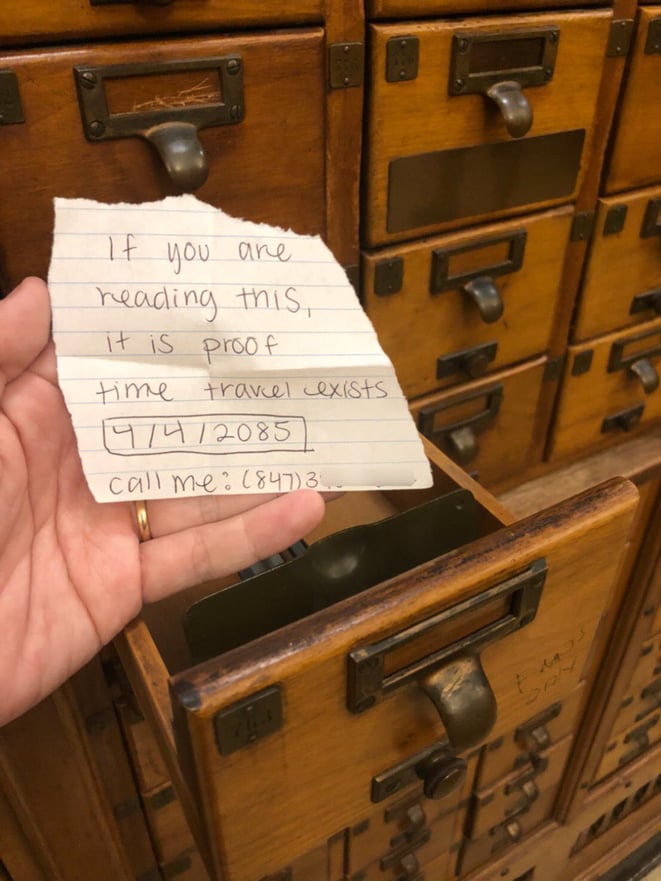 If you are
reading this,
it is proof
time travel exists
4/4/2085
call me: (847)3